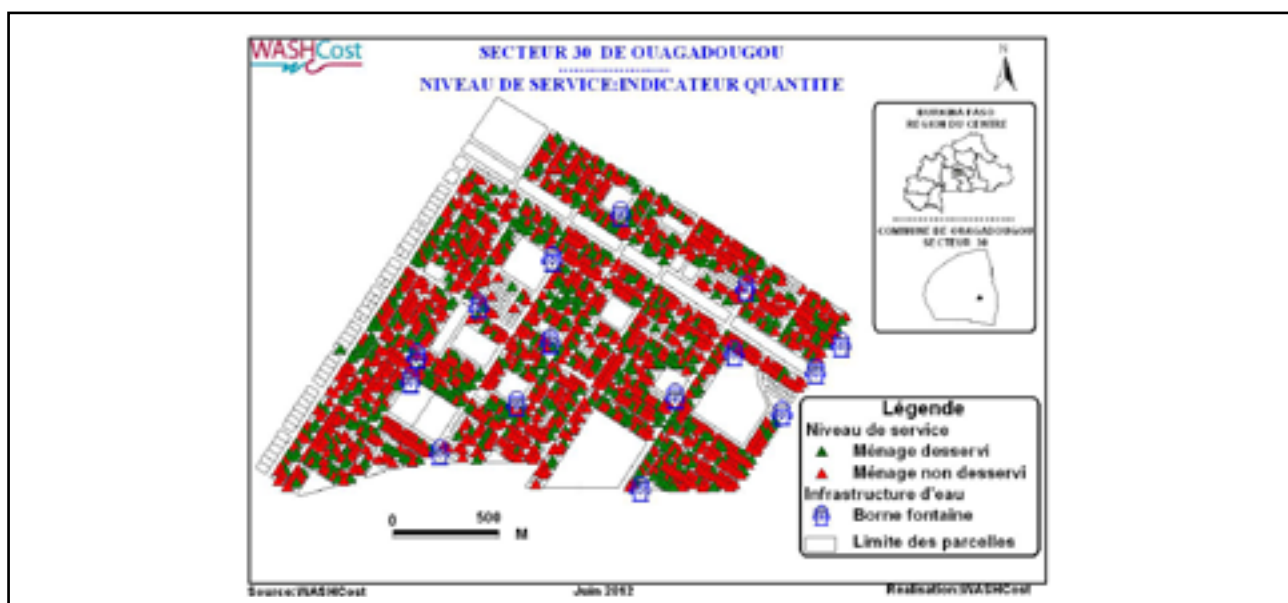 WASHCost
SECTEUR 30 DE OUAGADOUGOU
NIVEAU DE SERVICE:INDICATEUR QUANTITE
N
BURKINA FASO
REGION DU CENTRE
COMMUNE DE OUAGADOUGOU
SECTEUR 30
Légende
Niveau de service
Ménage desservi
Ménage non desservi
Infrastructure d'eau
Borne fontaine
Limite des parcelles
0 500
M
Source:WASHCost Juin 2012 Realisation:WASHCost